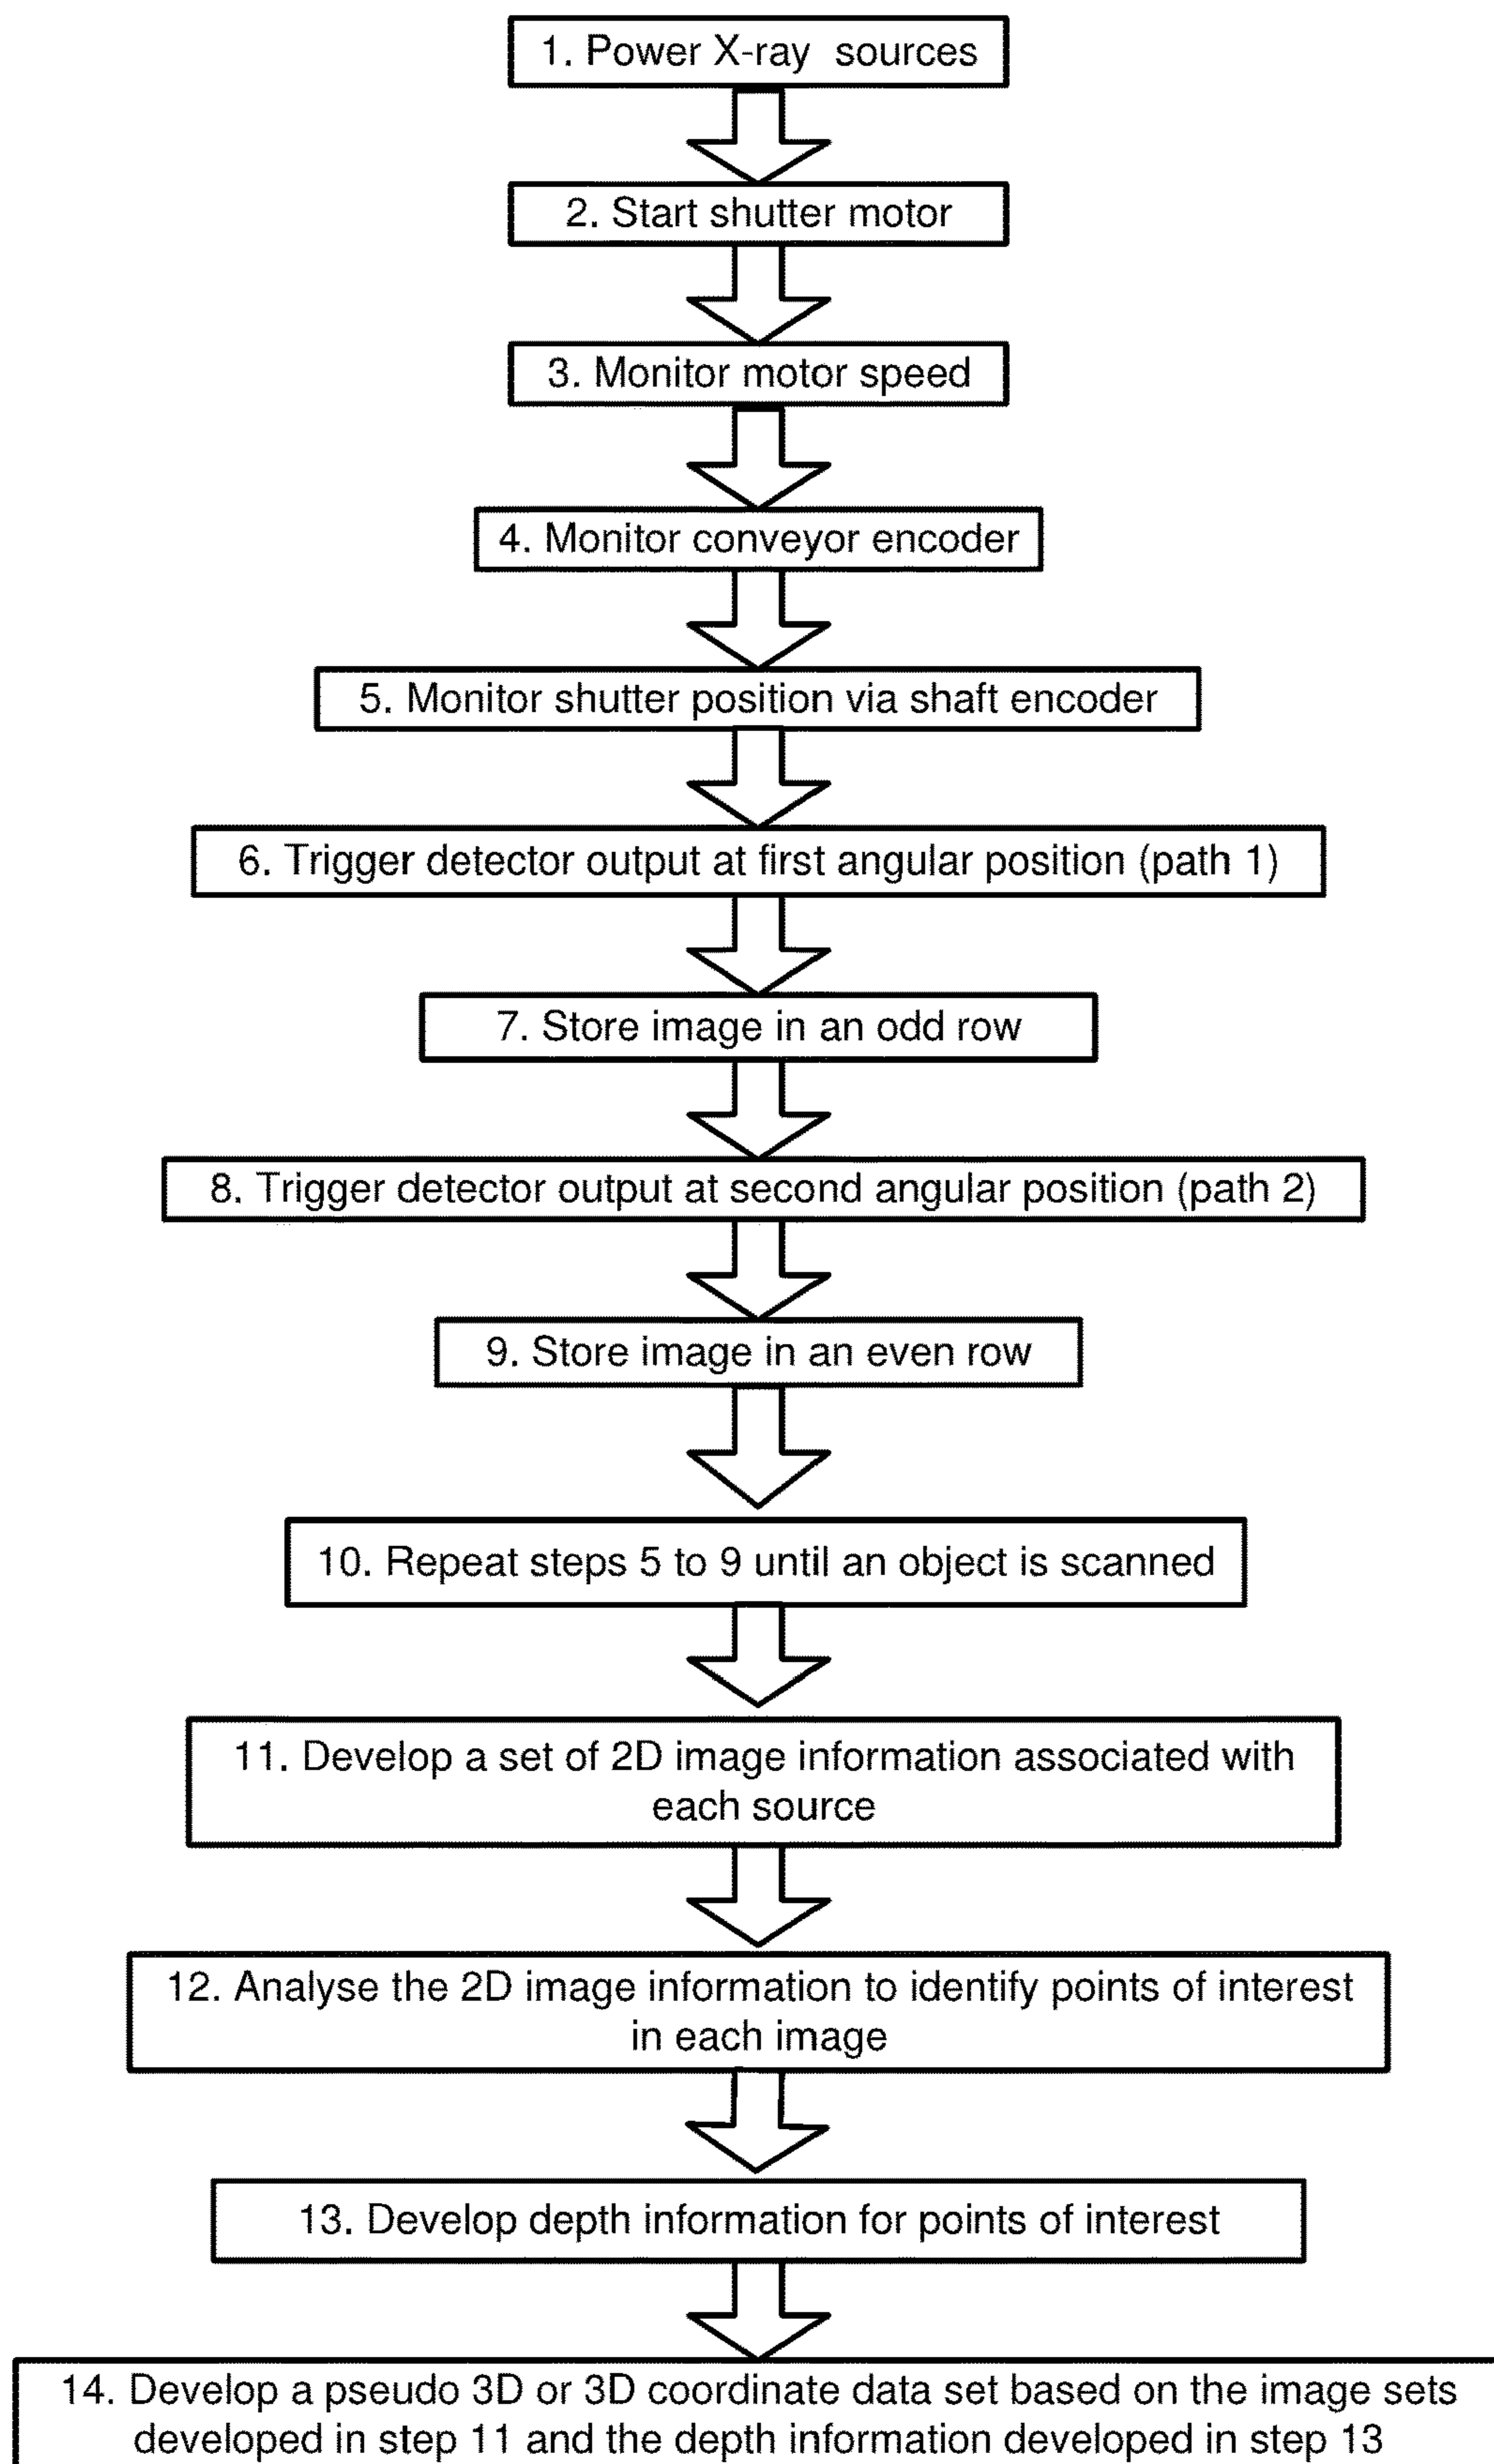 1. Power X-ray sources
2. Start shutter motor
3. Monitor motor speed
4. Monitor conveyor encoder
5. Monitor shutter position via shaft encoder
6. Trigger detector output at first angular position (path 1)
7. Store image in an odd row
8. Trigger detector output at second angular position (path 2)
9. Store image in an even row
10. Repeat steps 5 to 9 until an object is scanned
11. Develop a set of 2D image information associated with
each source
12. Analyse the 2D image information to identify points of interest
in each image
13. Develop depth information for points of interest
14. Develop a pseudo 3D or 3D coordinate data set based on the image sets
developed in step 11 and the depth information developed in step 13